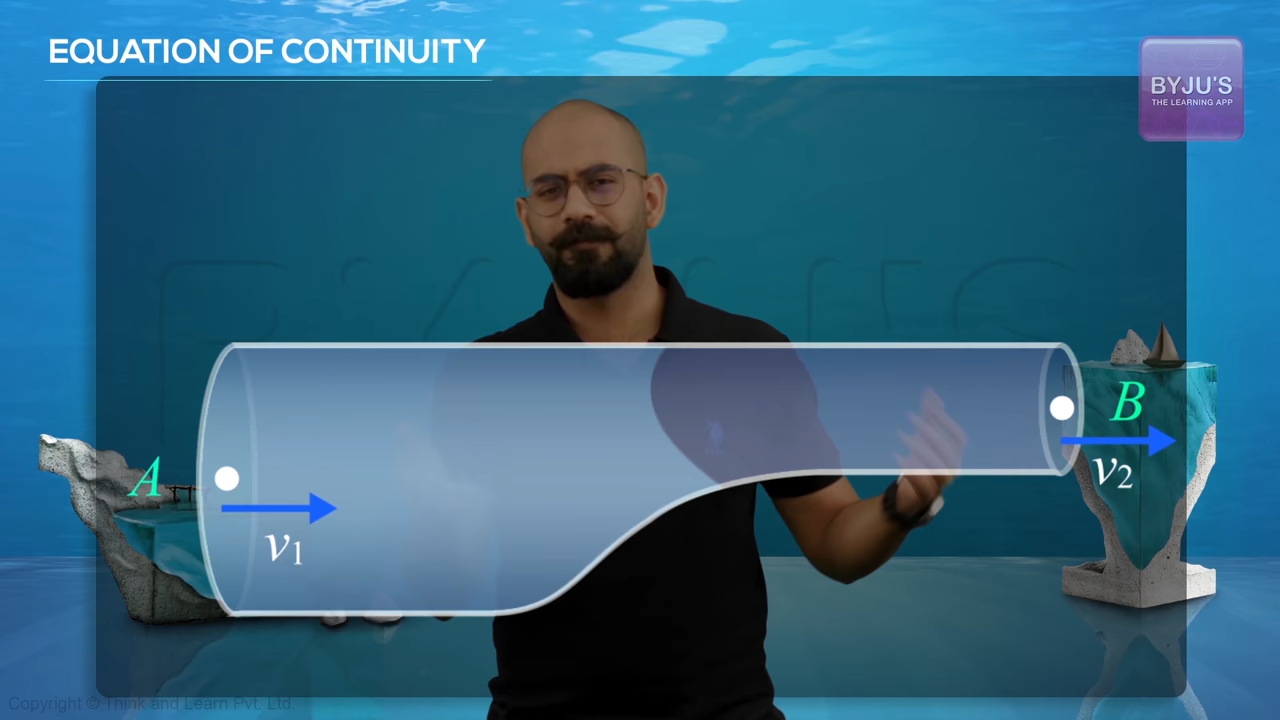 EQUATION OF CONTINUITY
BYJU'S
THE LEARNING APP
A
v1
B
v2
Copyright © Think and Learn Pvt. Ltd.